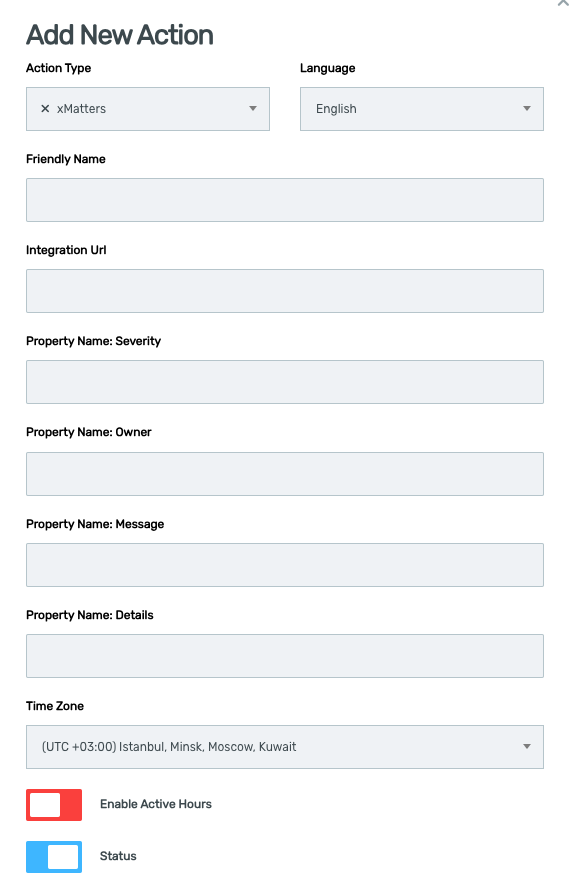 Add New Action
Action Type
Language
xMatters
English
Friendly Name
Integration Url
Property Name: Severity
Property Name: Owner
Property Name: Message
Property Name: Details
Time Zone
(UTC +03:00) Istanbul, Minsk, Moscow, Kuwait
Enable Active Hours
Status